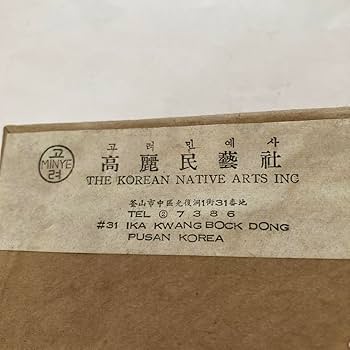 고
MINYE
려
고려민예사
高麗民藝社
THE KOREAN NATIVE ARTS INC
釜山市中區光復洞1街31番地
TEL ② 7386
#31 IKA KWANG BOCK DONG
PUSAN KOREA